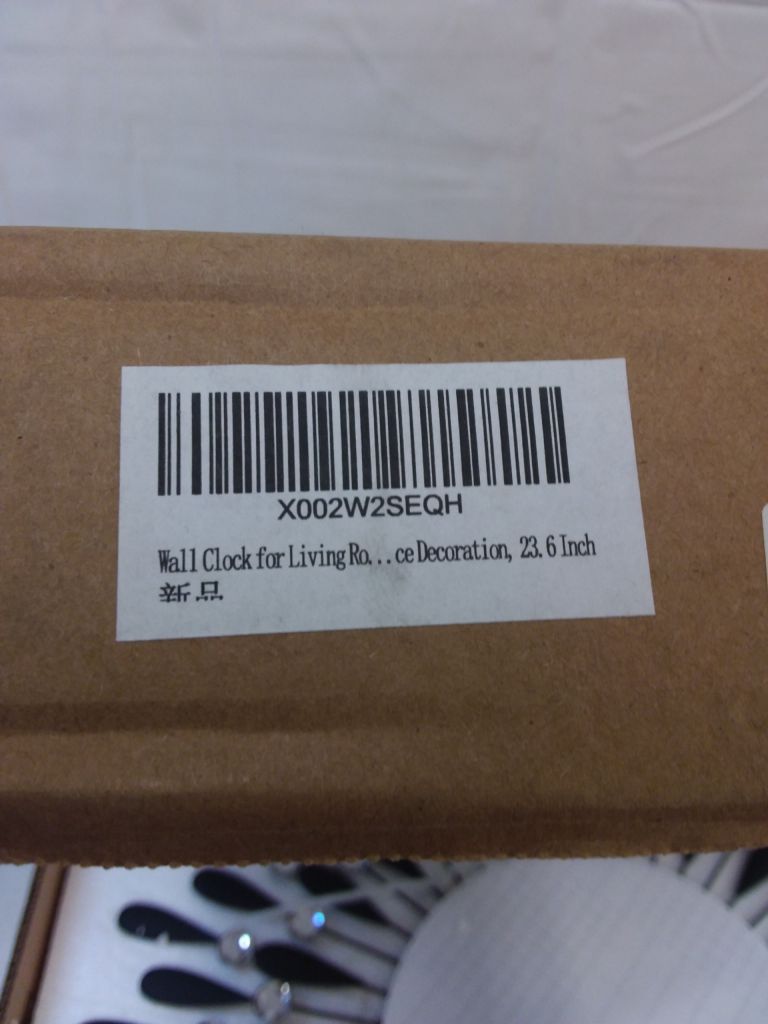 X002W2SEQH
Wall Clock for Living Ro...ce Decoration, 23.6 Inch
新品